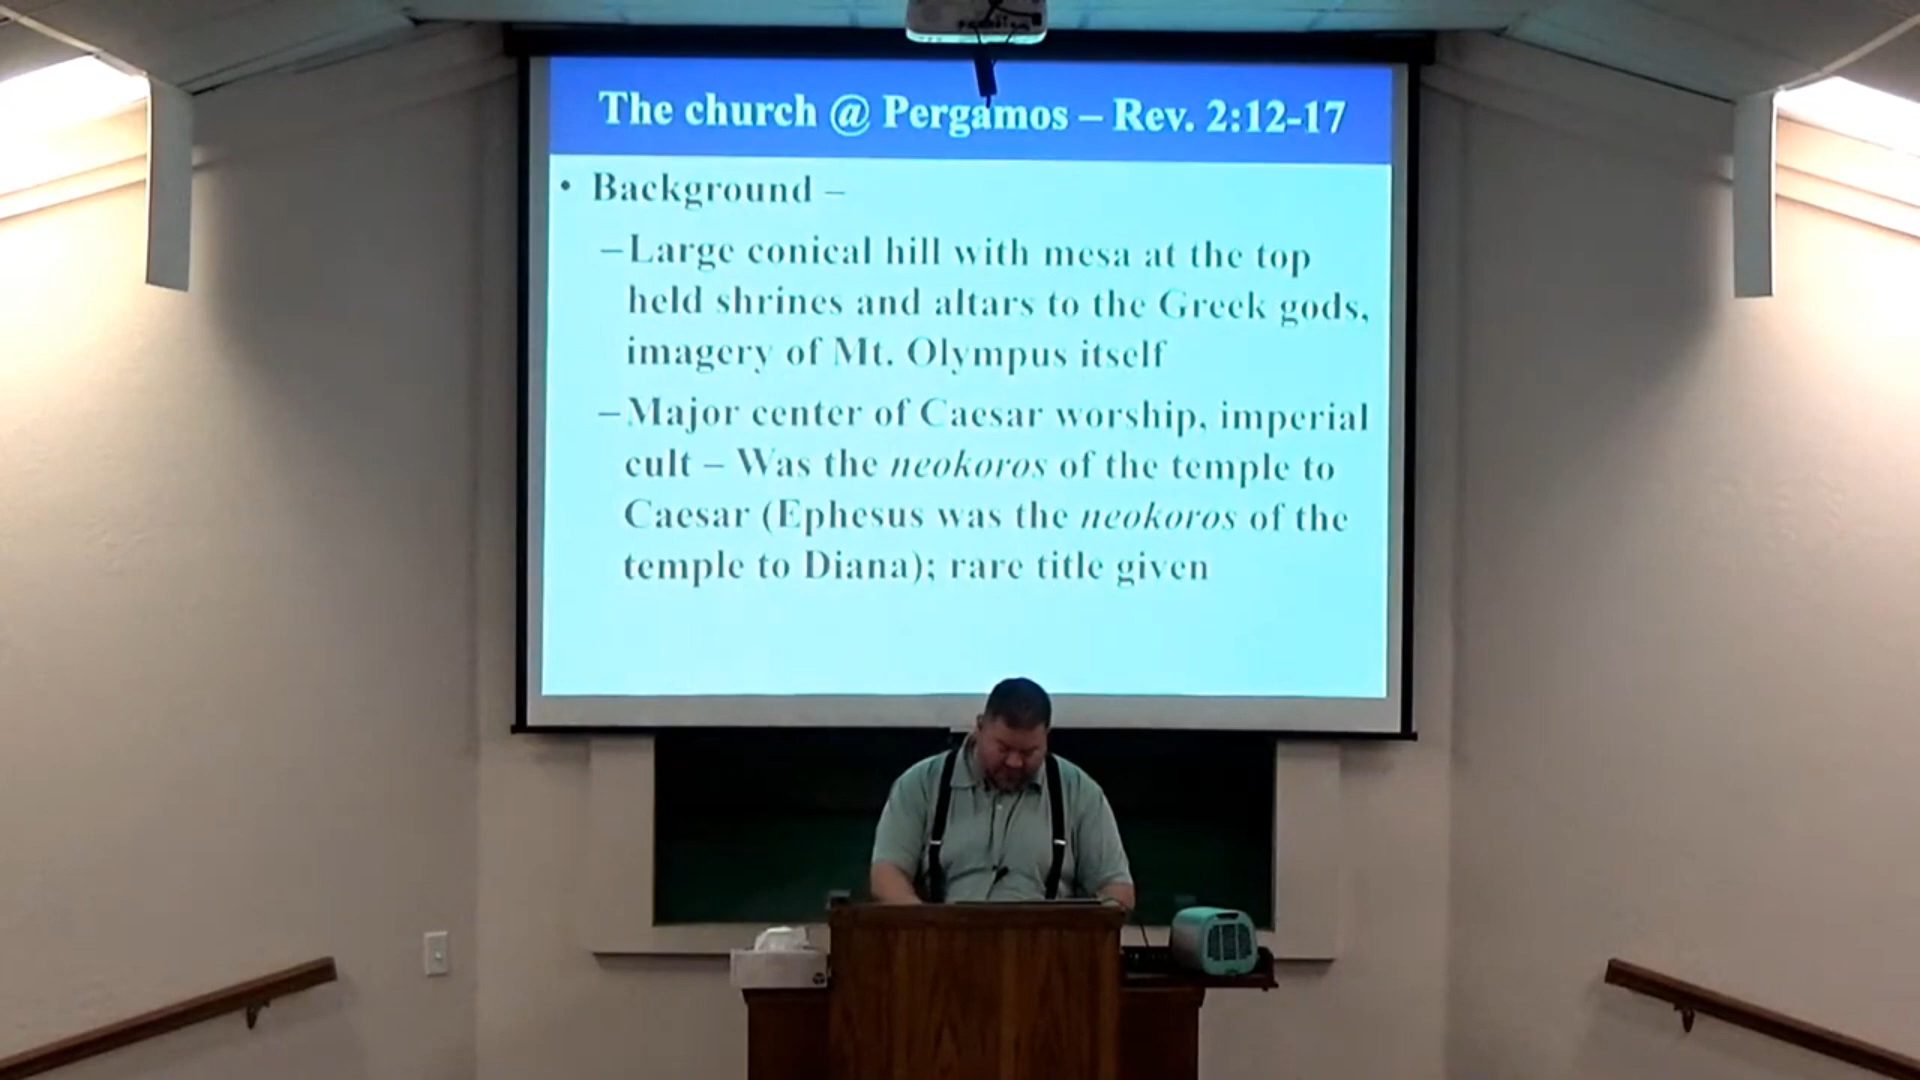 The church @ Pergamos – Rev. 2:12-17
• Background –
–Large conical hill with mesa at the top
held shrines and altars to the Greek gods,
imagery of Mt. Olympus itself
–Major center of Caesar worship, imperial
cult – Was the neokoros of the temple to
Caesar (Ephesus was the neokoros of the
temple to Diana); rare title given